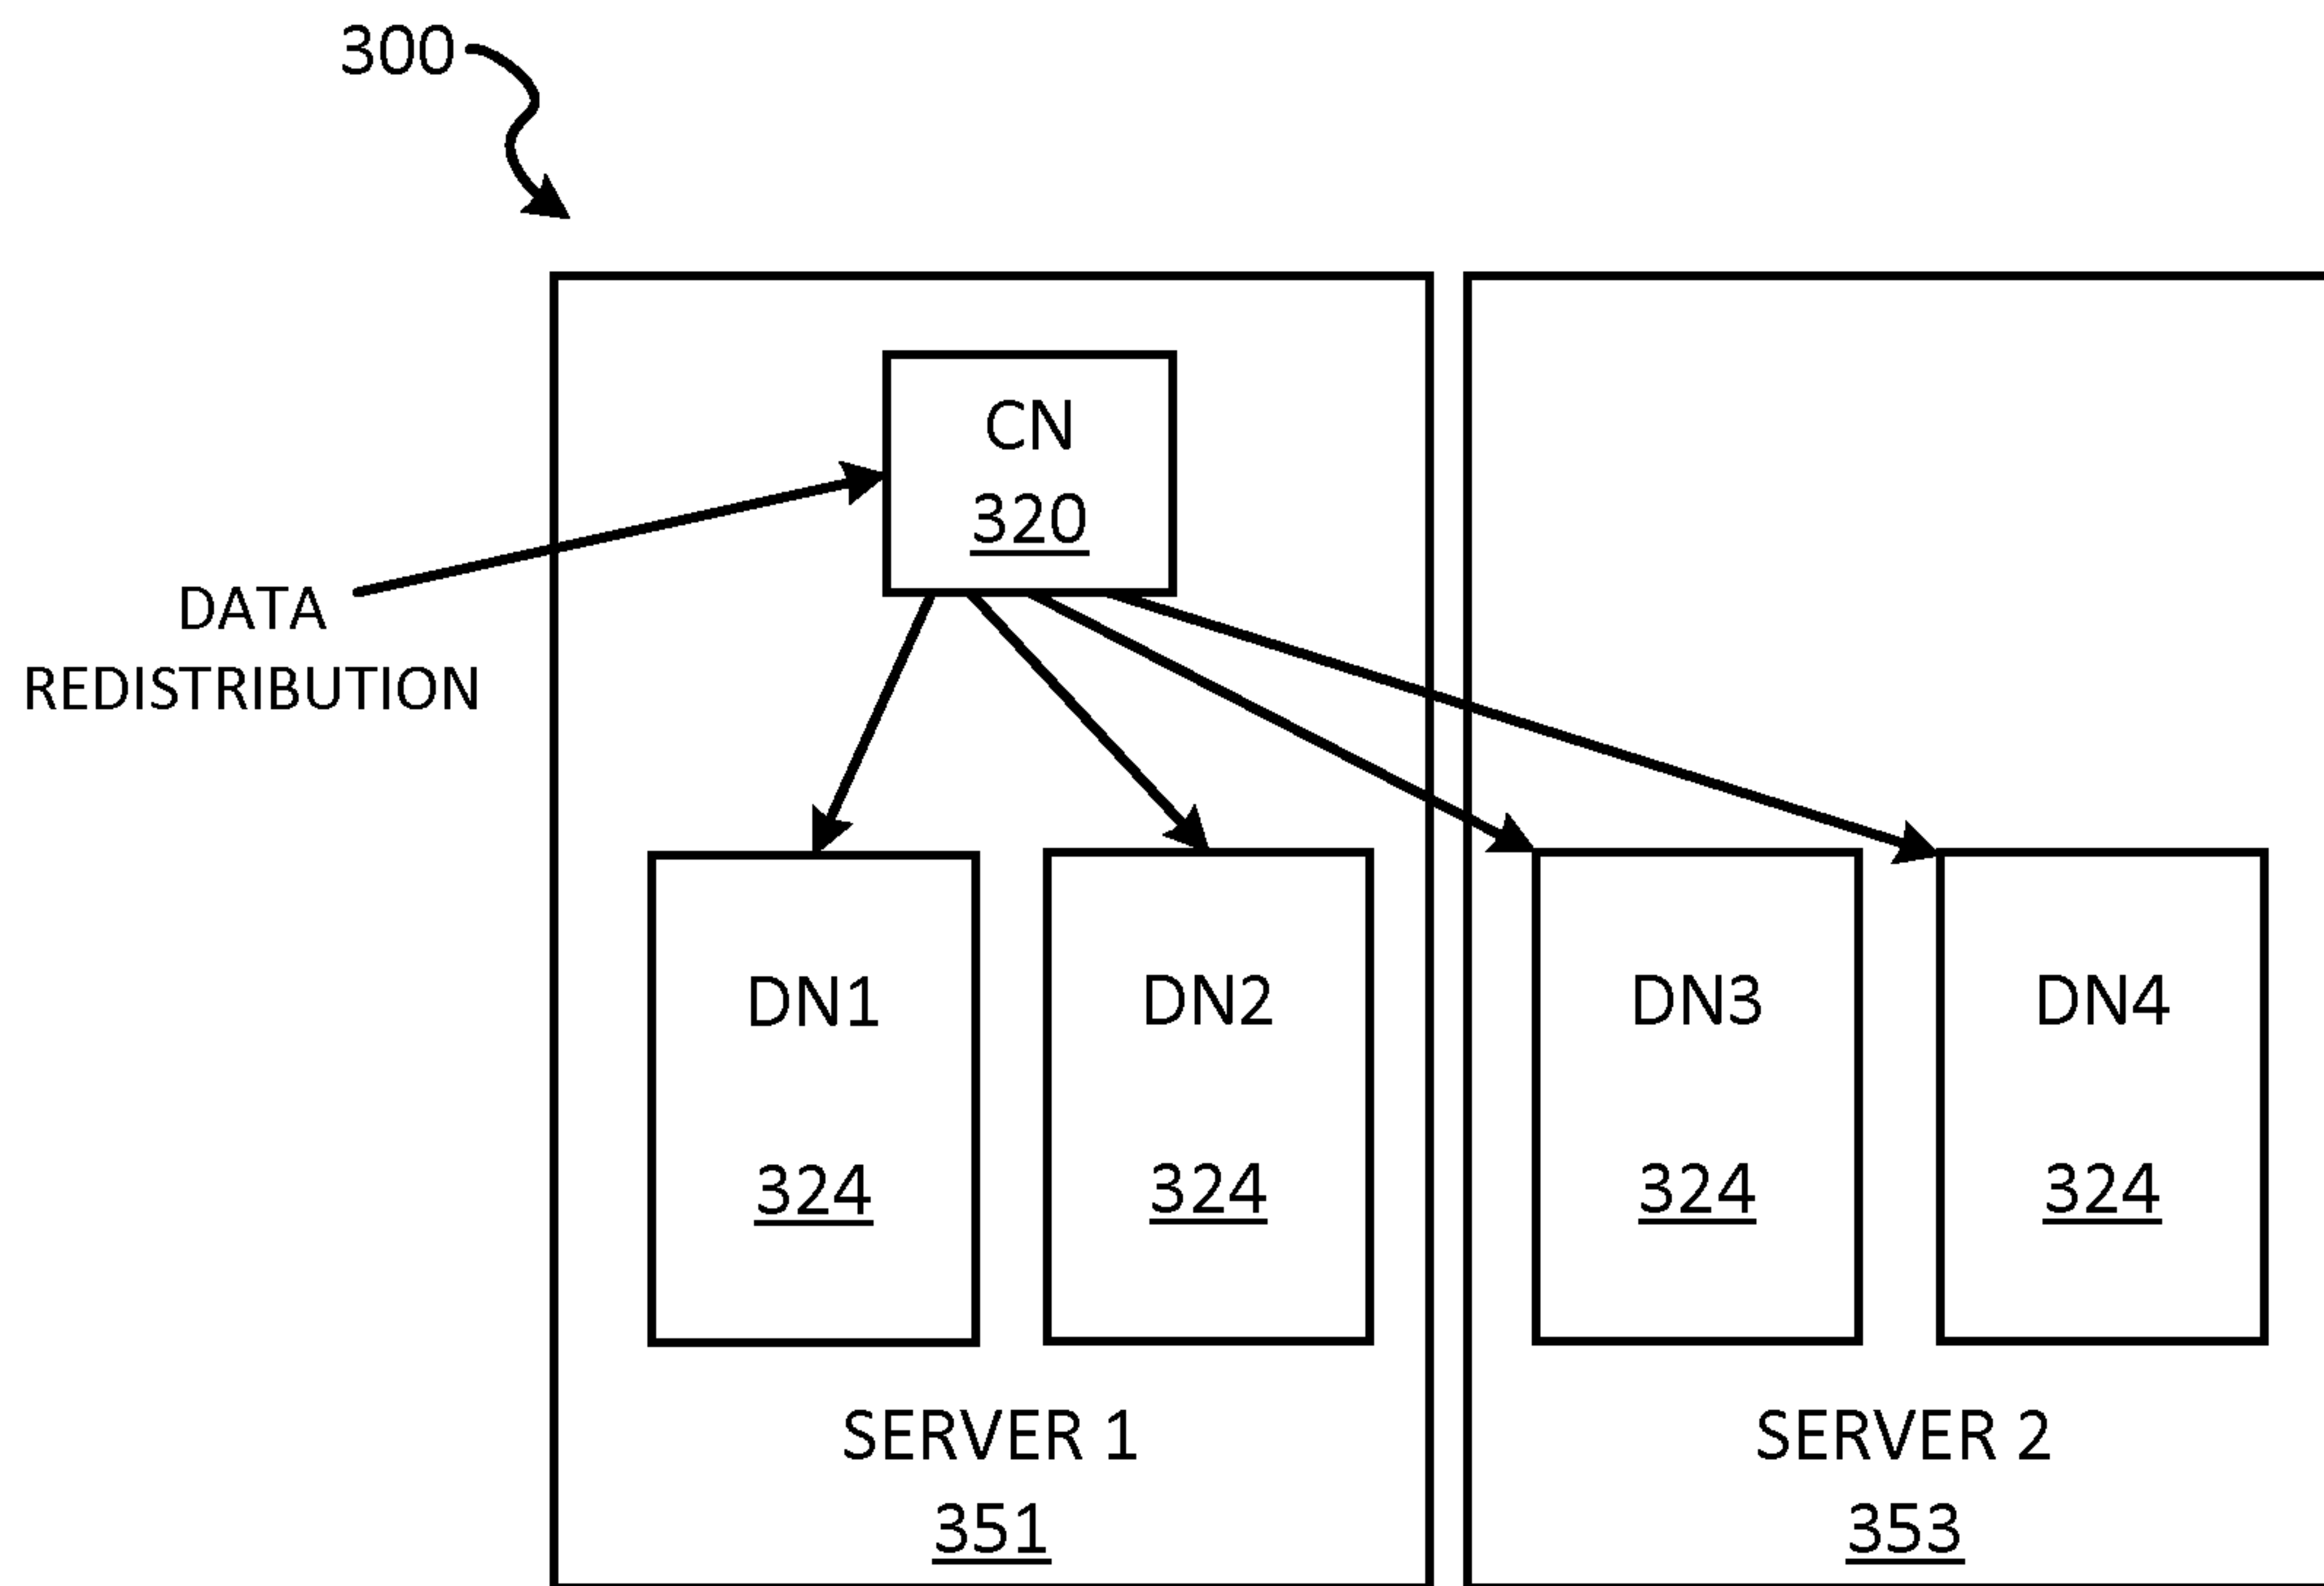 300
CN
320
DATA
REDISTRIBUTION
DN1
324
DN2
324
DN3
324
DN4
324
SERVER 1
351
SERVER 2
353